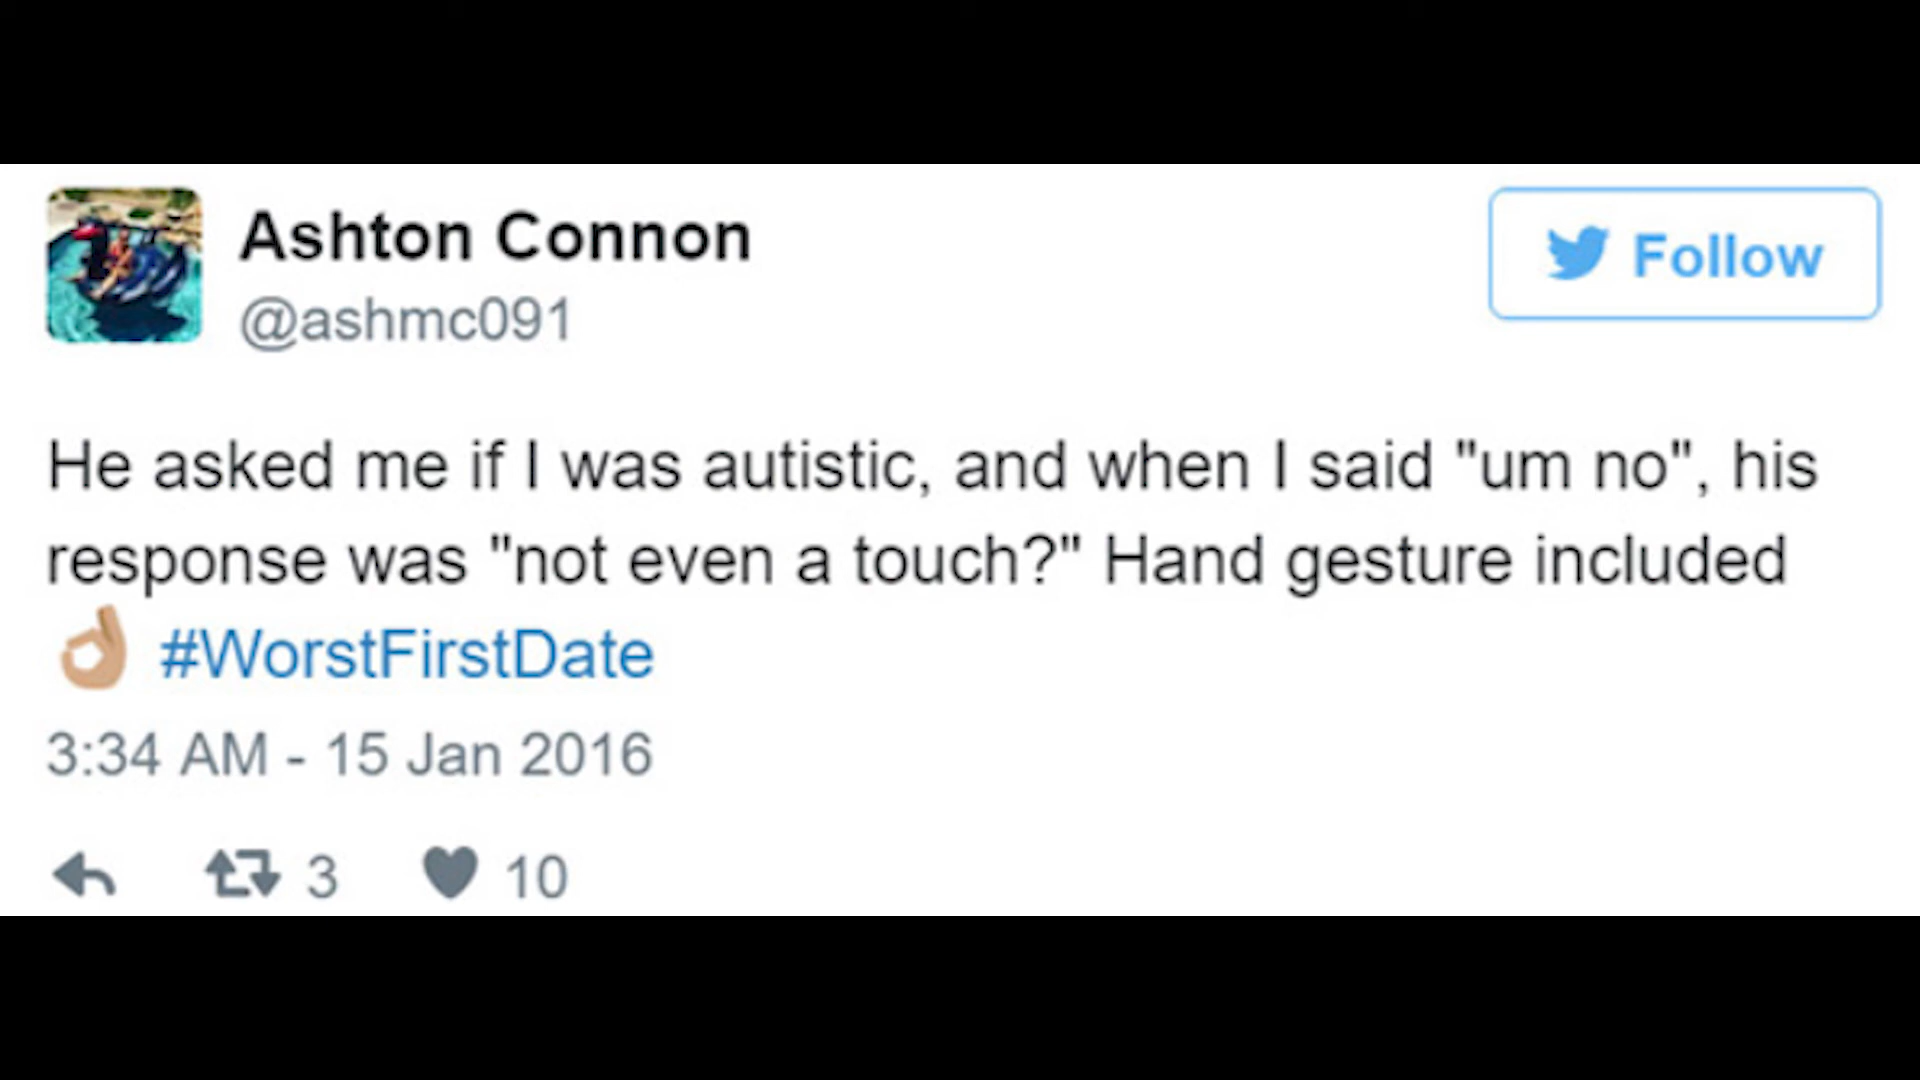 Ashton Connon
@ashmc091
Follow
He asked me if I was autistic, and when I said "um no", his
response was "not even a touch?" Hand gesture included
👌🏼 #WorstFirstDate
3:34 AM - 15 Jan 2016
3 10